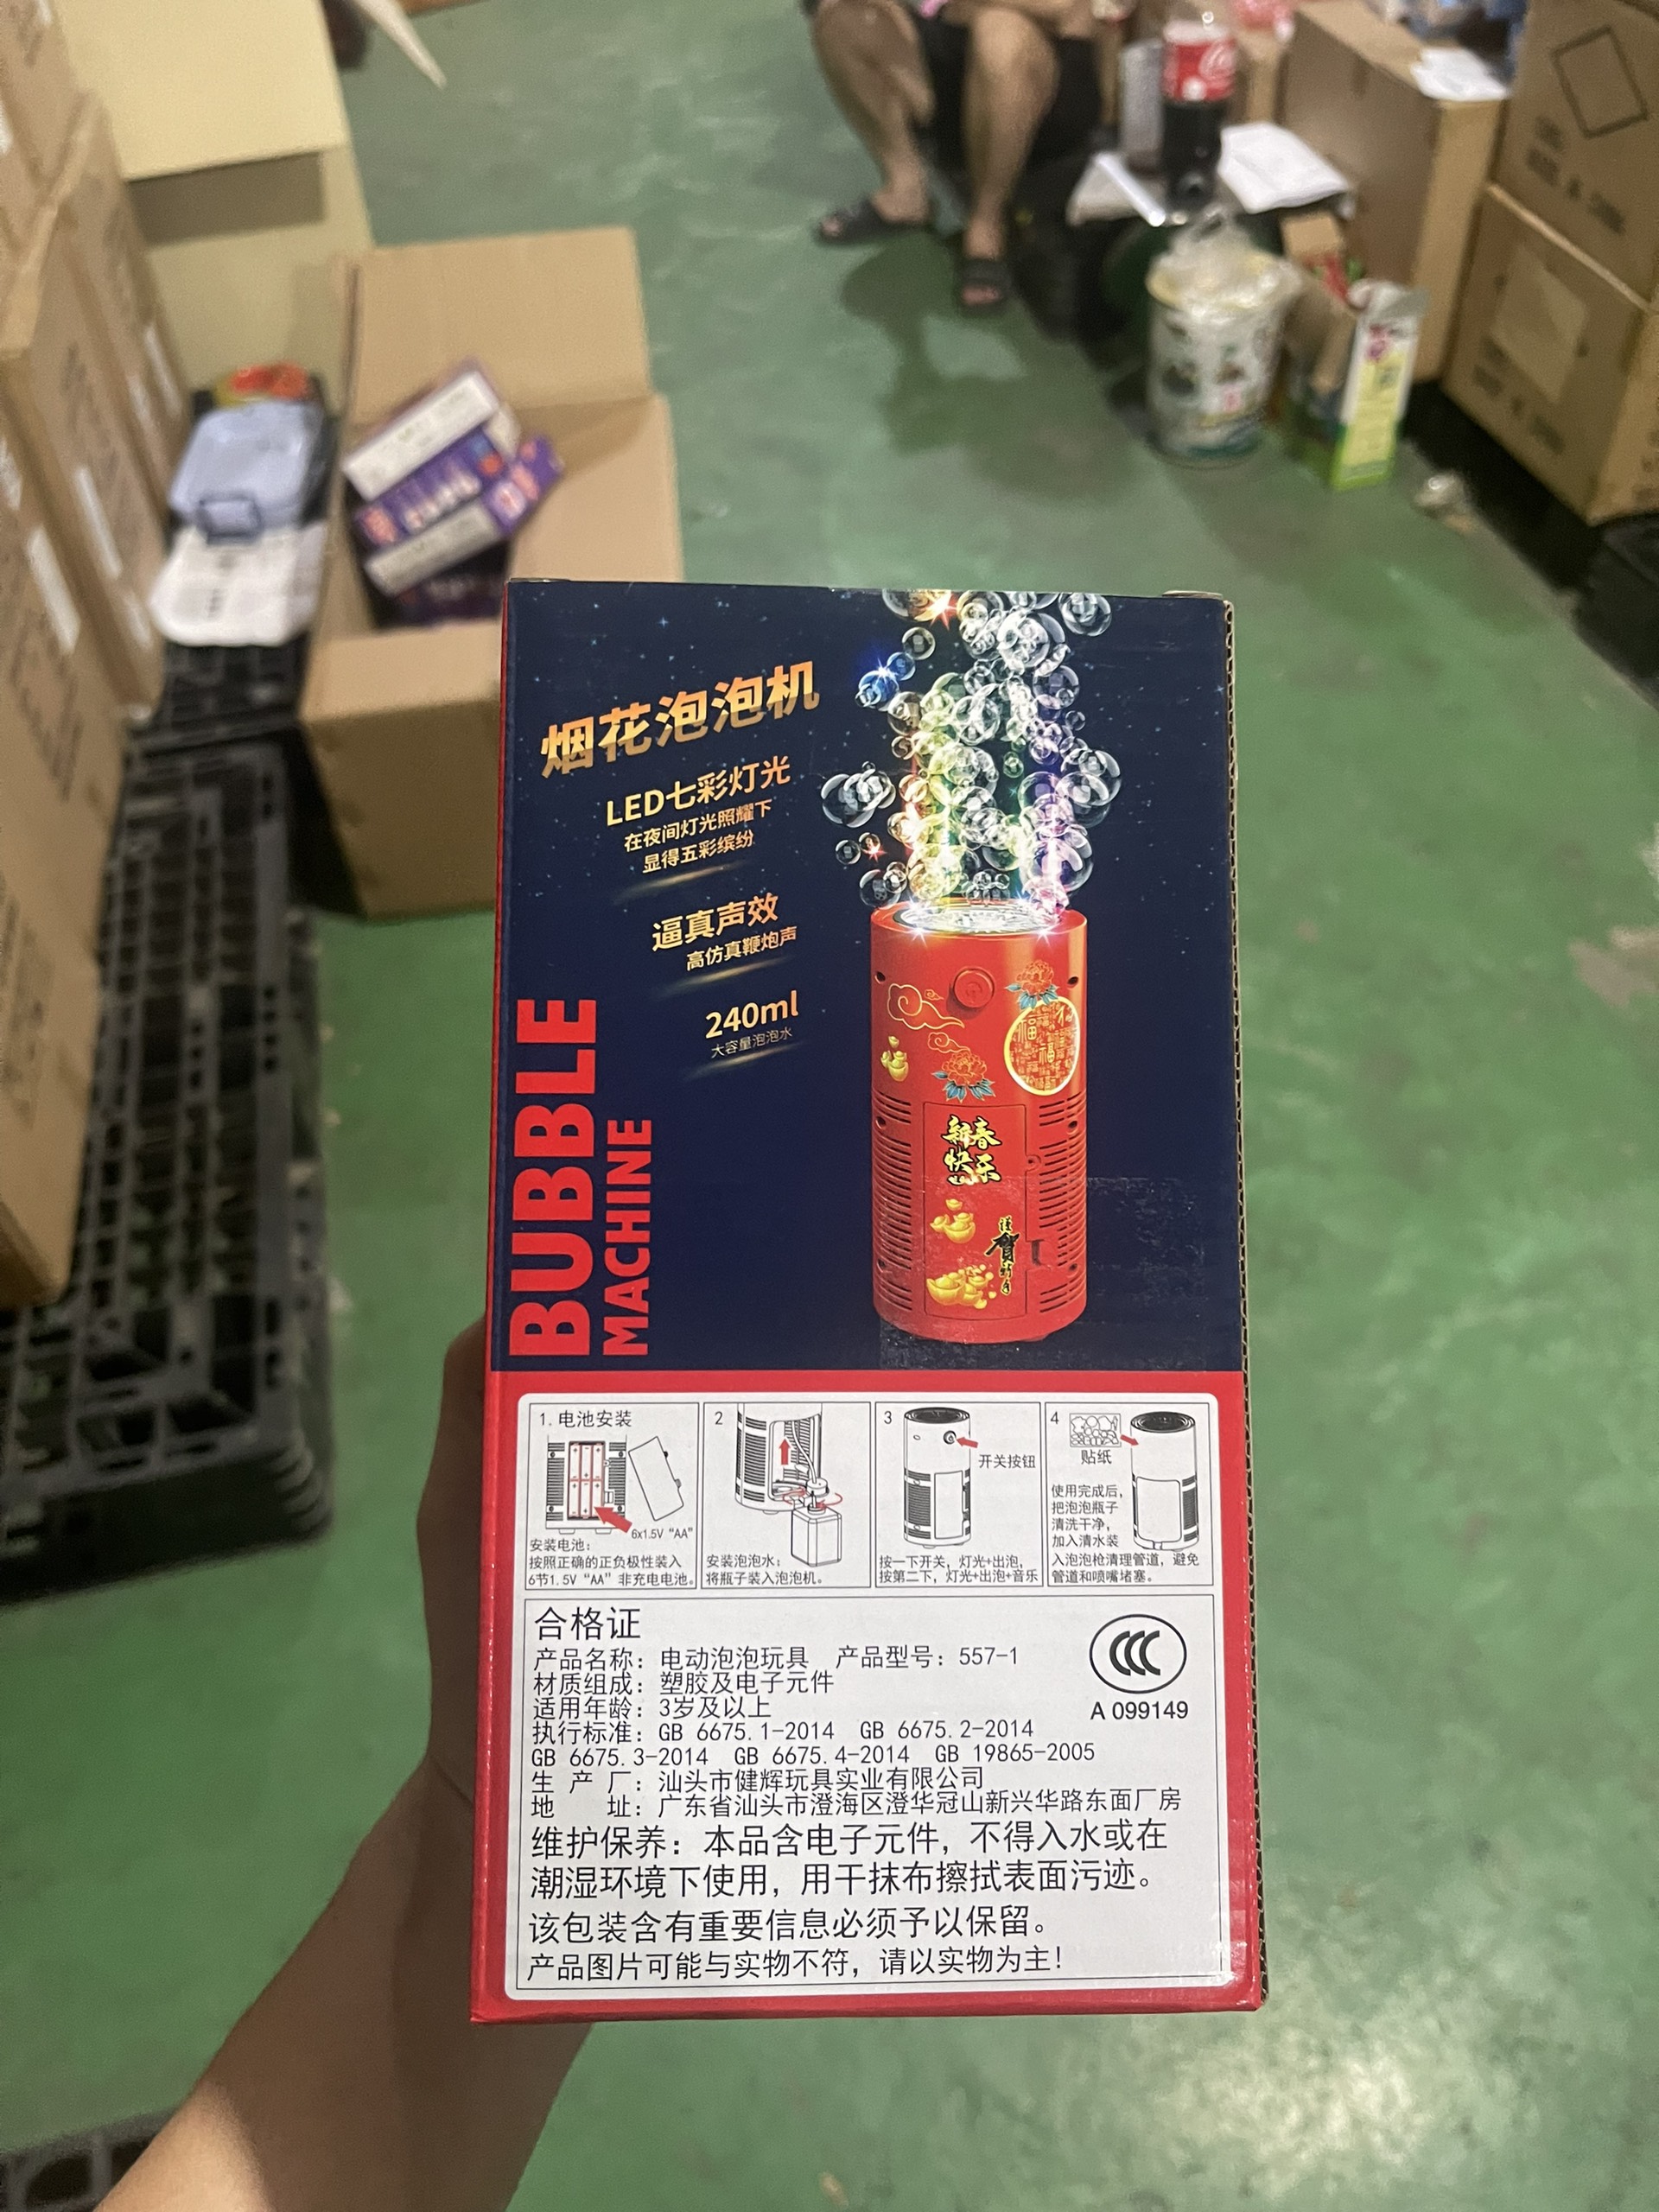 烟花泡泡机
LED七彩灯光
在夜间灯光照耀下
显得五彩缤纷
逼真声效
高仿真鞭炮声
240ml
大容量泡泡水
BUBBLE
MACHINE
福
福
新春
快乐
1.电池安装
6x1.5V“AA”
安装电池：
按照正确的正负极性装入
6节1.5V“AA”非充电电池。
2
安装泡泡水：
将瓶子装入泡泡机。
3
开关按钮
按一下开关，灯光+出泡，
按第二下，灯光+出泡+音乐
4
贴纸
使用完成后，
把泡泡瓶子
清洗干净，
加入清水装
入泡泡枪清理管道，避免
管道和喷嘴堵塞。
合格证
产品名称：电动泡泡玩具 产品型号：557-1
材质组成：塑胶及电子元件
适用年龄：3岁及以上
执行标准：GB 6675.1-2014 GB 6675.2-2014
GB 6675.3-2014 GB 6675.4-2014 GB 19865-2005
生 产 厂：汕头市健辉玩具实业有限公司
地 址：广东省汕头市澄海区澄华冠山新兴华路东面厂房
CCC
A 099149
维护保养：本品含电子元件，不得入水或在
潮湿环境下使用，用干抹布擦拭表面污迹。
该包装含有重要信息必须予以保留。
产品图片可能与实物不符，请以实物为主！